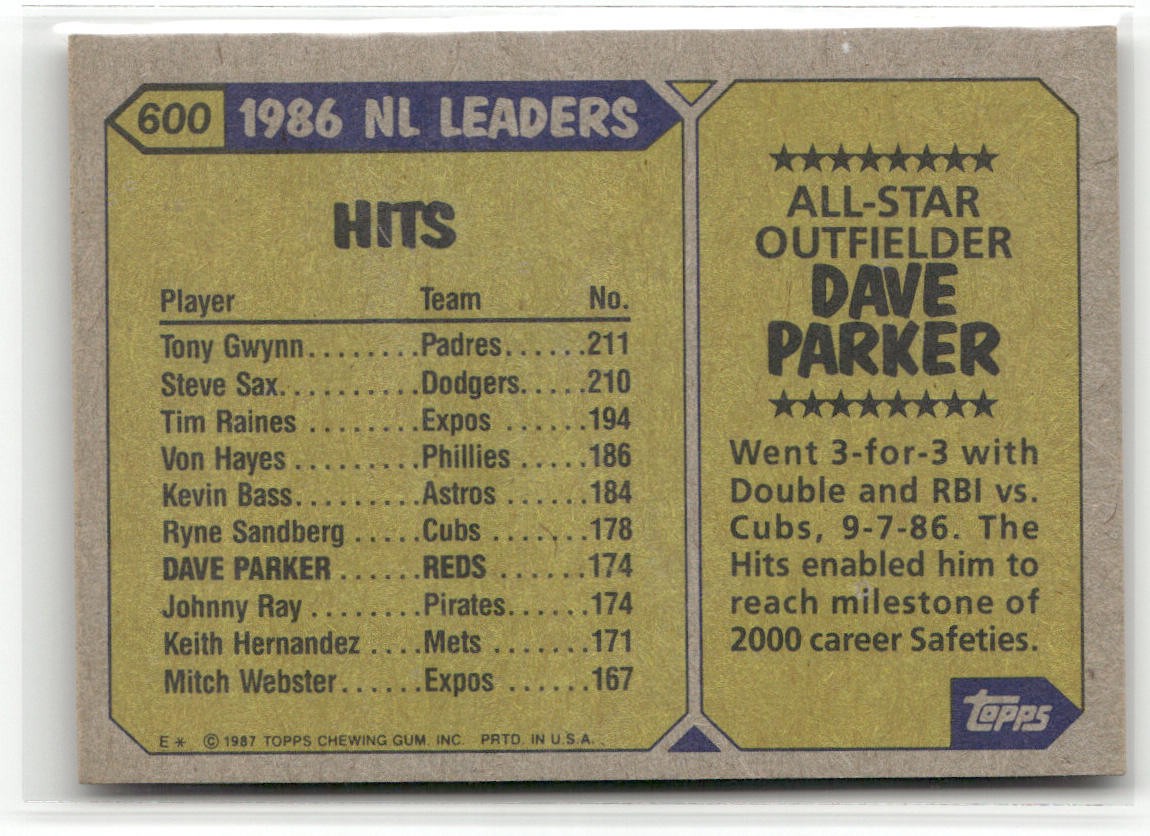 600 1986 NL LEADERS
HITS
Player Team No.
Tony Gwynn........Padres......211
Steve Sax..........Dodgers.....210
Tim Raines ........Expos ......194
Von Hayes .........Phillies .....186
Kevin Bass.........Astros ......184
Ryne Sandberg .....Cubs .......178
DAVE PARKER ......REDS ......174
Johnny Ray ........Pirates......174
Keith Hernandez ....Mets ......171
Mitch Webster......Expos ......167
E* © 1987 TOPPS CHEWING GUM. INC. PRTD. IN U.S.A.
★★★★★★★★
ALL-STAR
OUTFIELDER
DAVE
PARKER
★★★★★★★★
Went 3-for-3 with
Double and RBI vs.
Cubs, 9-7-86. The
Hits enabled him to
reach milestone of
2000 career Safeties.
topps